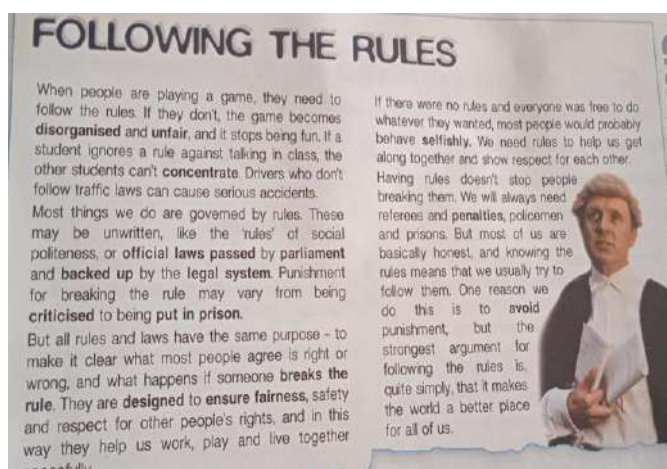 FOLLOWING THE RULES
When people are playing a game, they need to
follow the rules. If they don't, the game becomes
disorganised and unfair, and it stops being fun. If a
student ignores a rule against talking in class, the
other students can't concentrate. Drivers who don't
follow traffic laws can cause serious accidents.
Most things we do are governed by rules. These
may be unwritten, like the 'rules' of social
politeness, or official laws passed by parliament
and backed up by the legal system. Punishment
for breaking the rule may vary from being
criticised to being put in prison.
But all rules and laws have the same purpose - to
make it clear what most people agree is right or
wrong, and what happens if someone breaks the
rule. They are designed to ensure fairness, safety
and respect for other people's rights, and in this
way they help us work, play and live together
If there were no rules and everyone was free to do
whatever they wanted, most people would probably
behave selfishly. We need rules to help us get
along together and show respect for each other.
Having rules doesn't stop people
breaking them. We will always need
referees and penalties, policemen
and prisons. But most of us are
basically honest, and knowing the
rules means that we usually try to
follow them. One reason we
do this is to avoid
punishment, but the
strongest argument for
following the rules is,
quite simply, that it makes
the world a better place
for all of us.